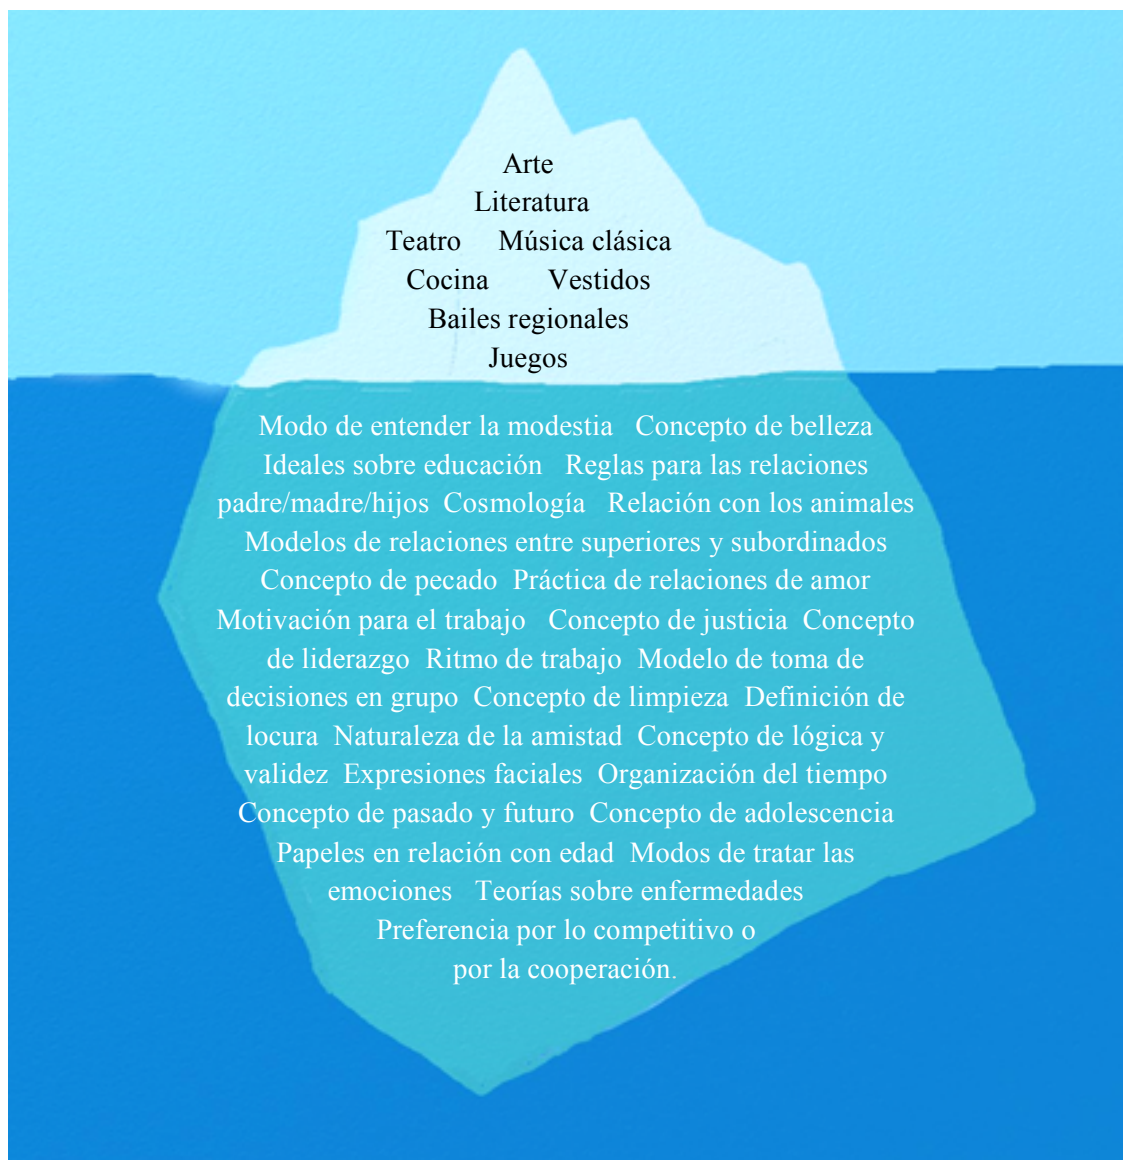 Arte
Literatura
Teatro Música clásica
Cocina Vestidos
Bailes regionales
Juegos
Modo de entender la modestia Concepto de belleza
Ideales sobre educación Reglas para las relaciones
padre/madre/hijos Cosmología Relación con los animales
Modelos de relaciones entre superiores y subordinados
Concepto de pecado Práctica de relaciones de amor
Motivación para el trabajo Concepto de justicia Concepto
de liderazgo Ritmo de trabajo Modelo de toma de
decisiones en grupo Concepto de limpieza Definición de
locura Naturaleza de la amistad Concepto de lógica y
validez Expresiones faciales Organización del tiempo
Concepto de pasado y futuro Concepto de adolescencia
Papeles en relación con edad Modos de tratar las
emociones Teorías sobre enfermedades
Preferencia por lo competitivo o
por la cooperación.